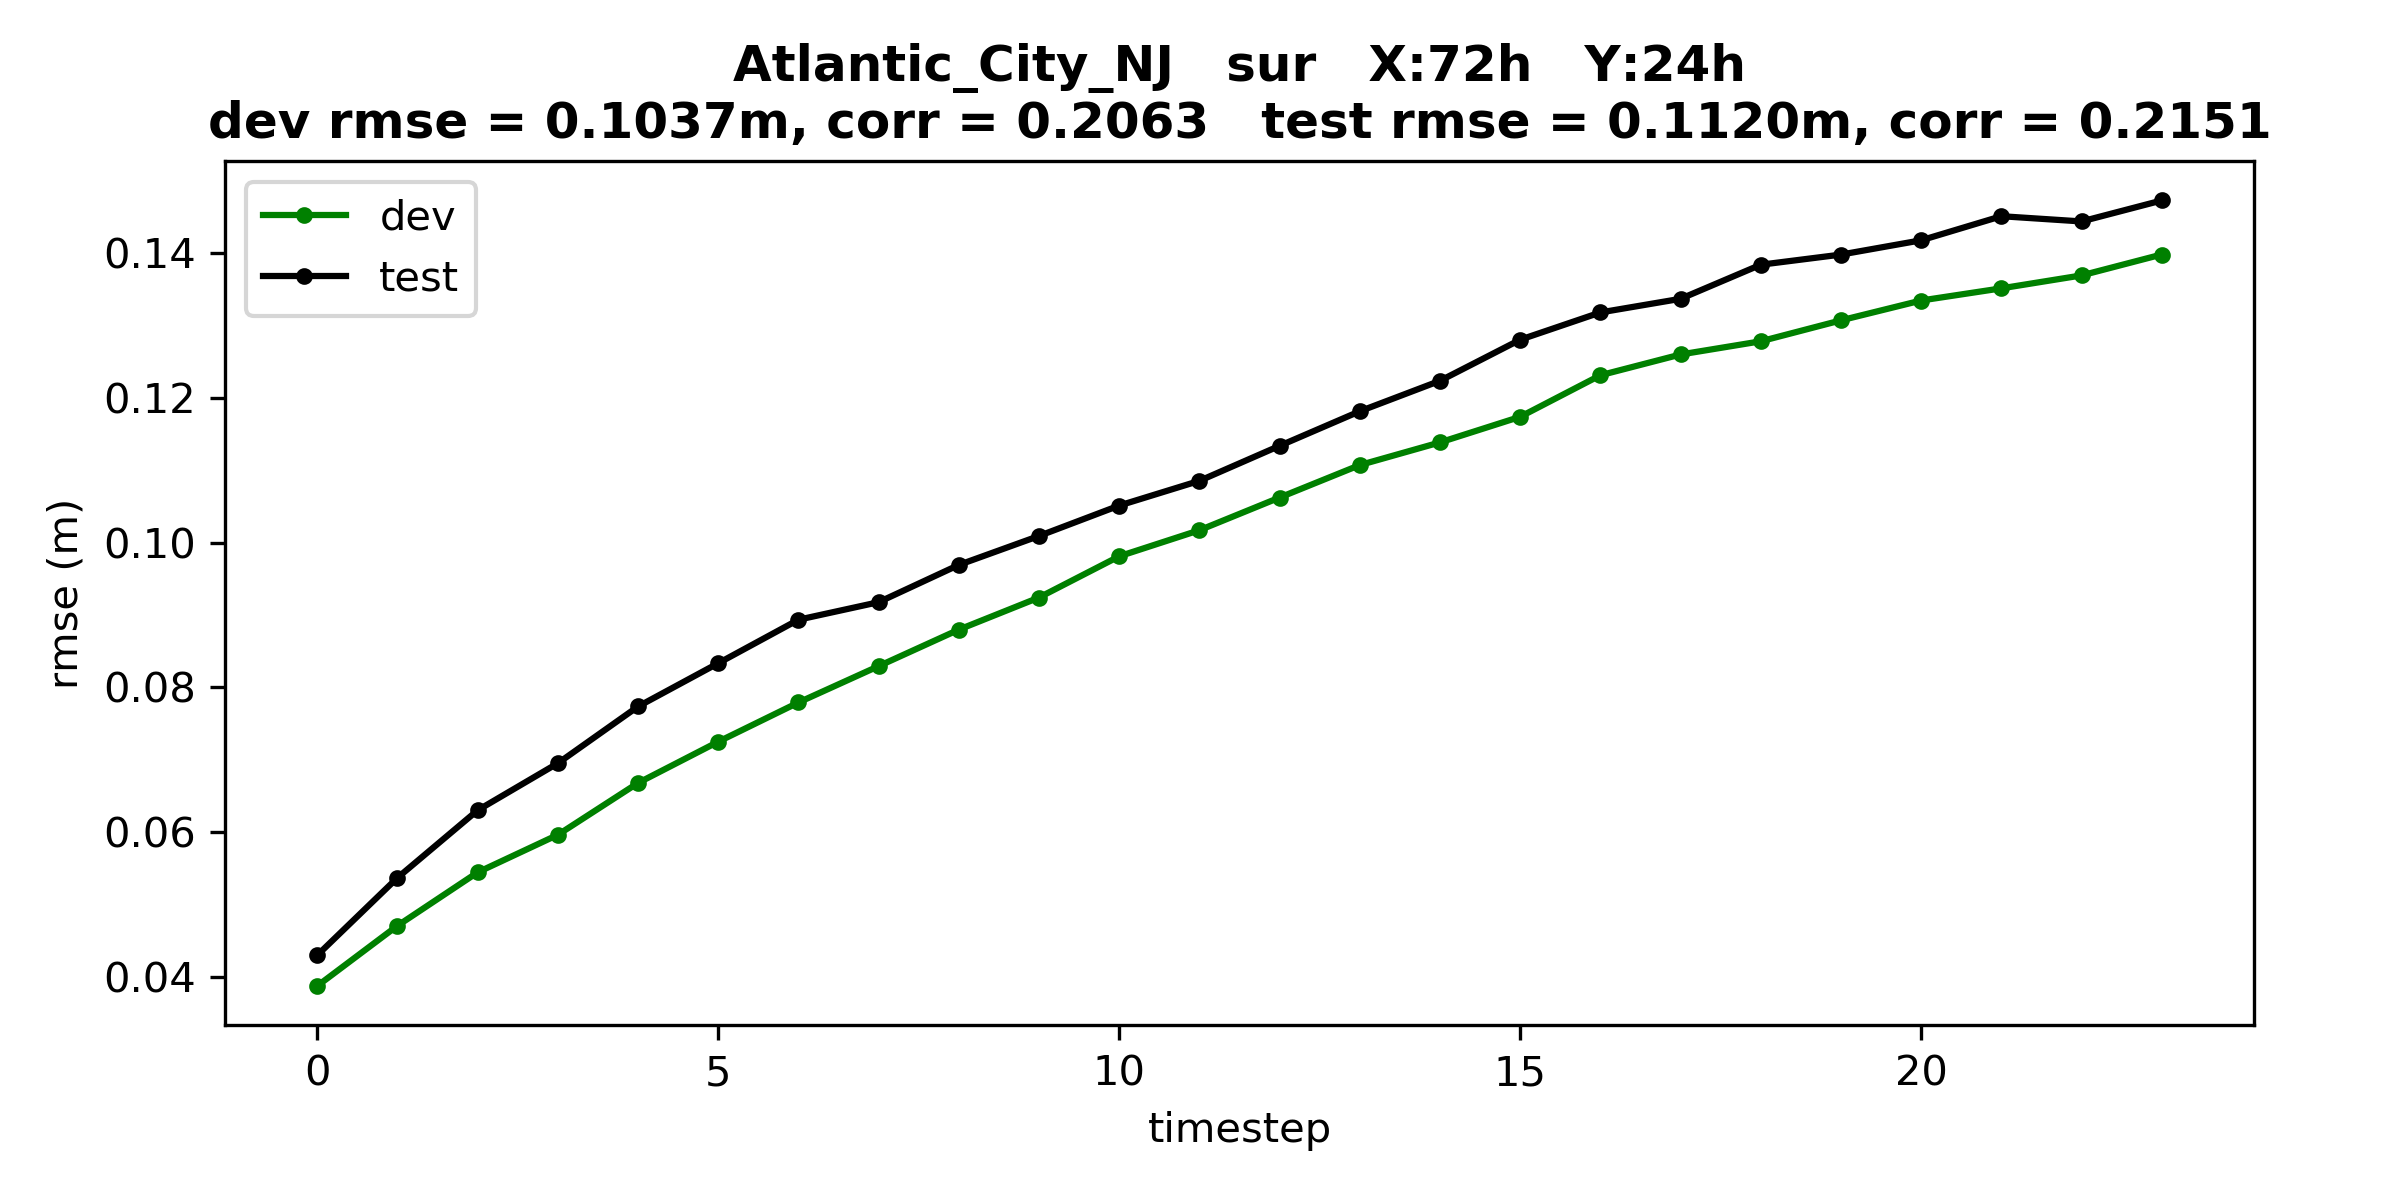 Atlantic_City_NJ sur X:72h Y:24h
dev rmse = 0.1037m, corr = 0.2063 test rmse = 0.1120m, corr = 0.2151
dev
test
0.14
0.12
0.10
0.08
0.06
0.04
rmse (m)
0 5 10 15 20
timestep